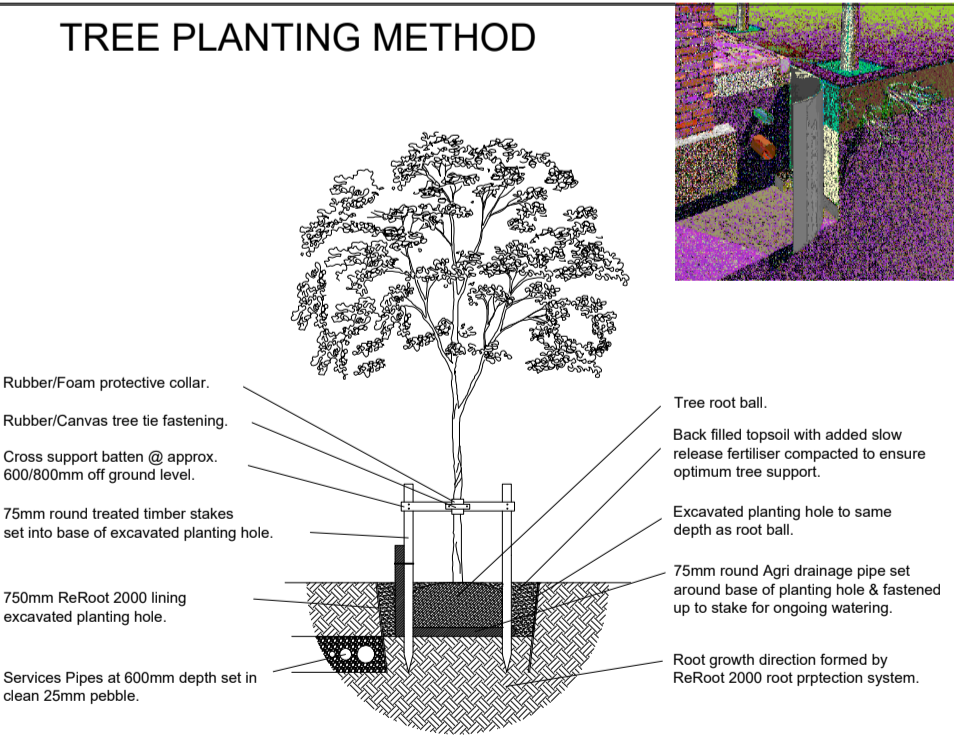 TREE PLANTING METHOD
Rubber/Foam protective collar.
Rubber/Canvas tree tie fastening.
Cross support batten @ approx.
600/800mm off ground level.
75mm round treated timber stakes
set into base of excavated planting hole.
750mm ReRoot 2000 lining
excavated planting hole.
Services Pipes at 600mm depth set in
clean 25mm pebble.
Tree root ball.
Back filled topsoil with added slow
release fertiliser compacted to ensure
optimum tree support.
Excavated planting hole to same
depth as root ball.
75mm round Agri drainage pipe set
around base of planting hole & fastened
up to stake for ongoing watering.
Root growth direction formed by
ReRoot 2000 root prptection system.